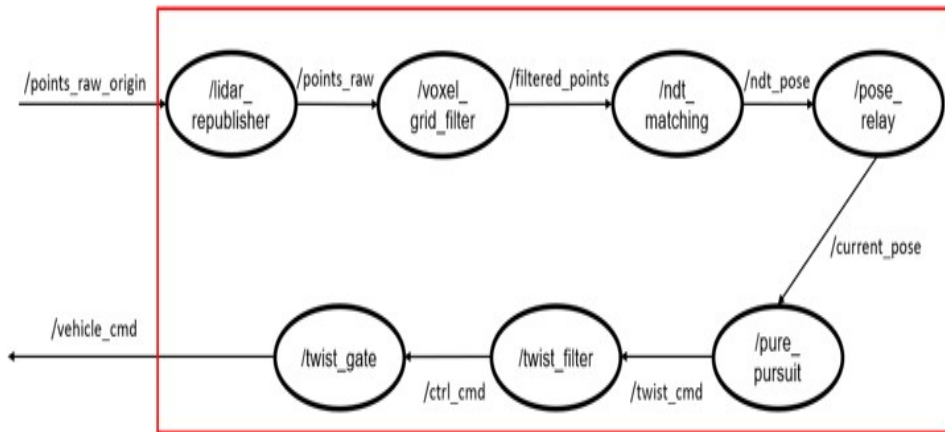 /points_raw_origin
/lidar_
republisher
/points_raw
/voxel_
grid_filter
/filtered_points
/ndt_
matching
/ndt_pose
/pose_
relay
/current_pose
/pure_
pursuit
/twist_cmd
/twist_filter
/ctrl_cmd
/twist_gate
/vehicle_cmd